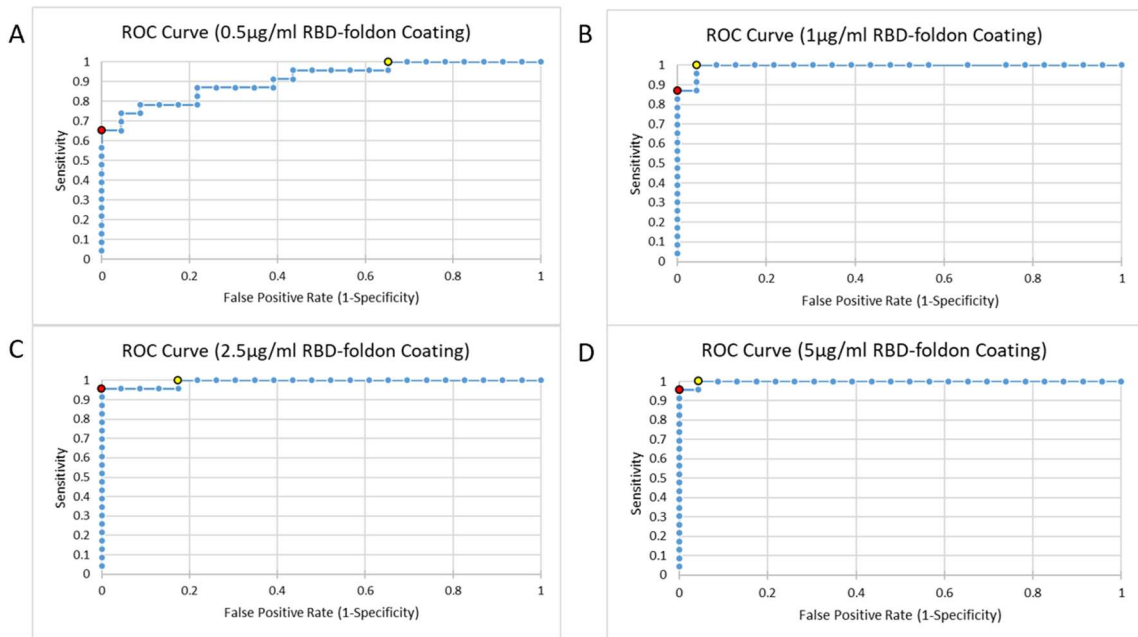 A
ROC Curve (0.5µg/ml RBD-foldon Coating)
Sensitivity
1
0.9
0.8
0.7
0.6
0.5
0.4
0.3
0.2
0.1
0
0 0.2 0.4 0.6 0.8 1
False Positive Rate (1-Specificity)
B
ROC Curve (1µg/ml RBD-foldon Coating)
Sensitivity
1
0.9
0.8
0.7
0.6
0.5
0.4
0.3
0.2
0.1
0
0 0.2 0.4 0.6 0.8 1
False Positive Rate (1-Specificity)
C
ROC Curve (2.5µg/ml RBD-foldon Coating)
Sensitivity
1
0.9
0.8
0.7
0.6
0.5
0.4
0.3
0.2
0.1
0
0 0.2 0.4 0.6 0.8 1
False Positive Rate (1-Specificity)
D
ROC Curve (5µg/ml RBD-foldon Coating)
Sensitivity
1
0.9
0.8
0.7
0.6
0.5
0.4
0.3
0.2
0.1
0
0 0.2 0.4 0.6 0.8 1
False Positive Rate (1-Specificity)